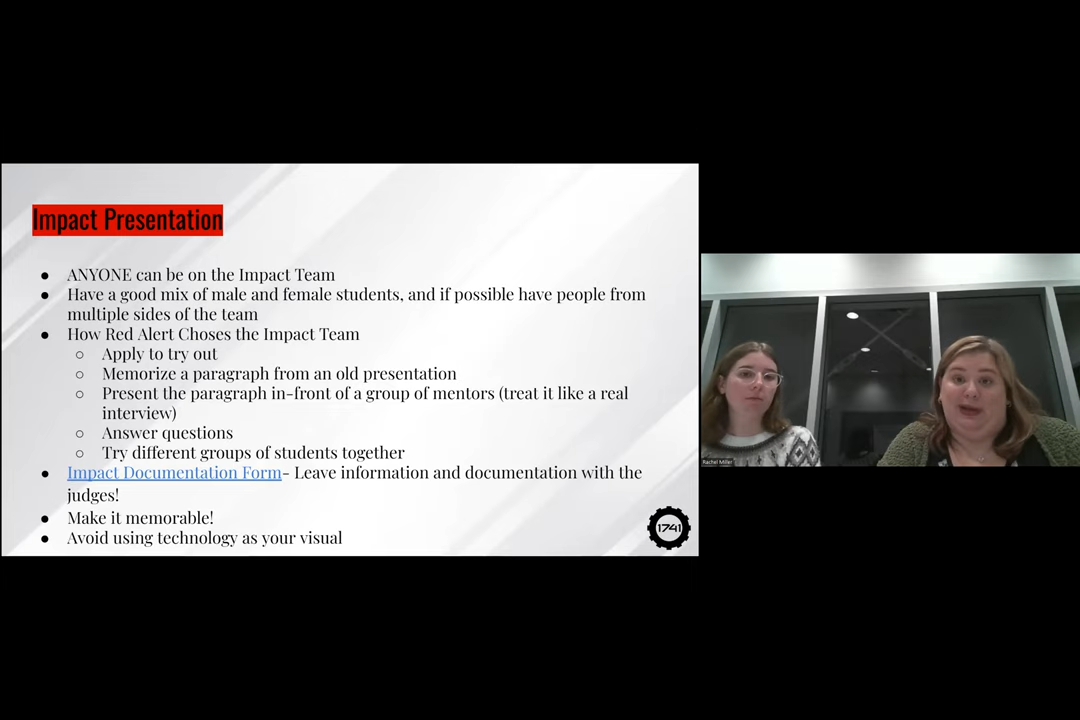 Impact Presentation
● ANYONE can be on the Impact Team
● Have a good mix of male and female students, and if possible have people from
multiple sides of the team
● How Red Alert Choses the Impact Team
○ Apply to try out
○ Memorize a paragraph from an old presentation
○ Present the paragraph in-front of a group of mentors (treat it like a real
interview)
○ Answer questions
○ Try different groups of students together
● Impact Documentation Form- Leave information and documentation with the
judges!
● Make it memorable!
● Avoid using technology as your visual
1741
Rachel Miller